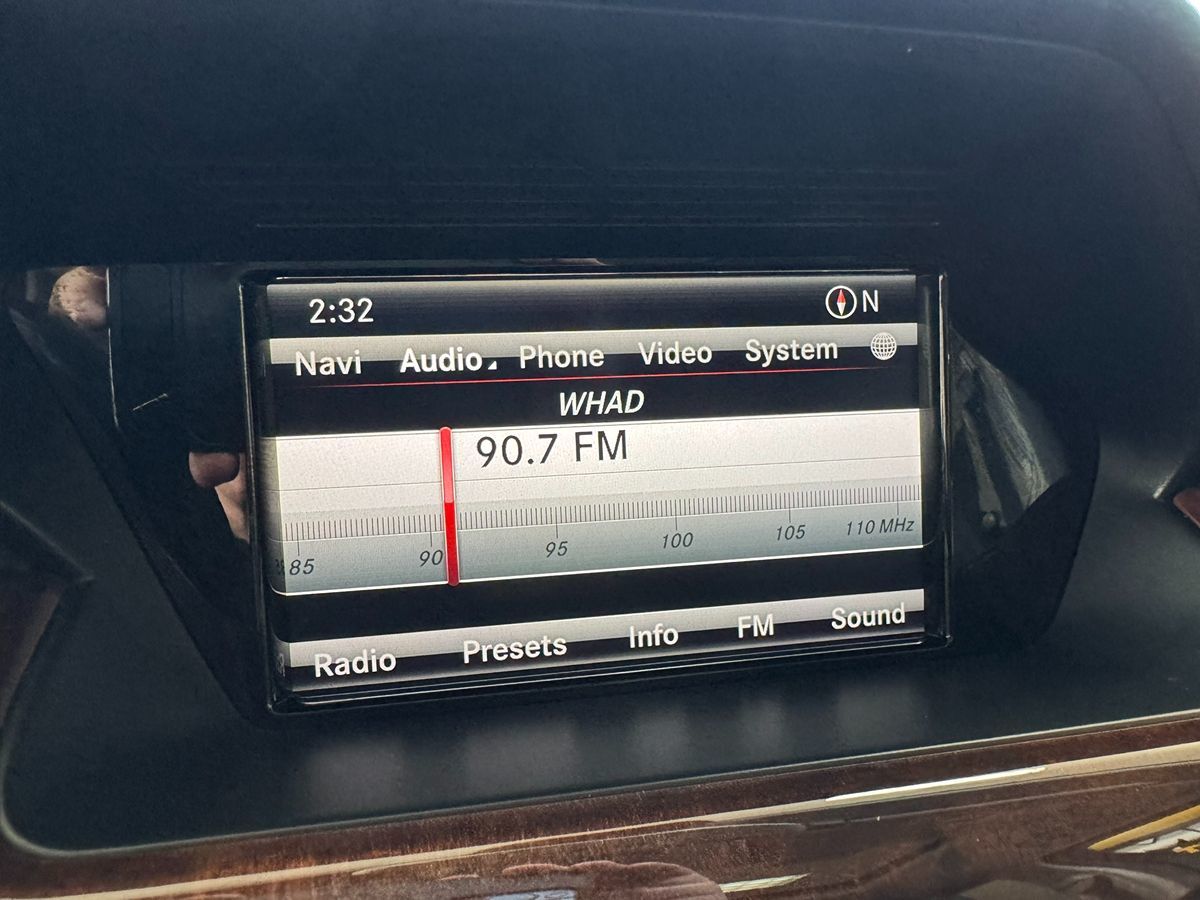 2:32 N
Navi Audio Phone Video System
WHAD
90.7 FM
85 90 95 100 105 110 MHz
Radio Presets Info FM Sound